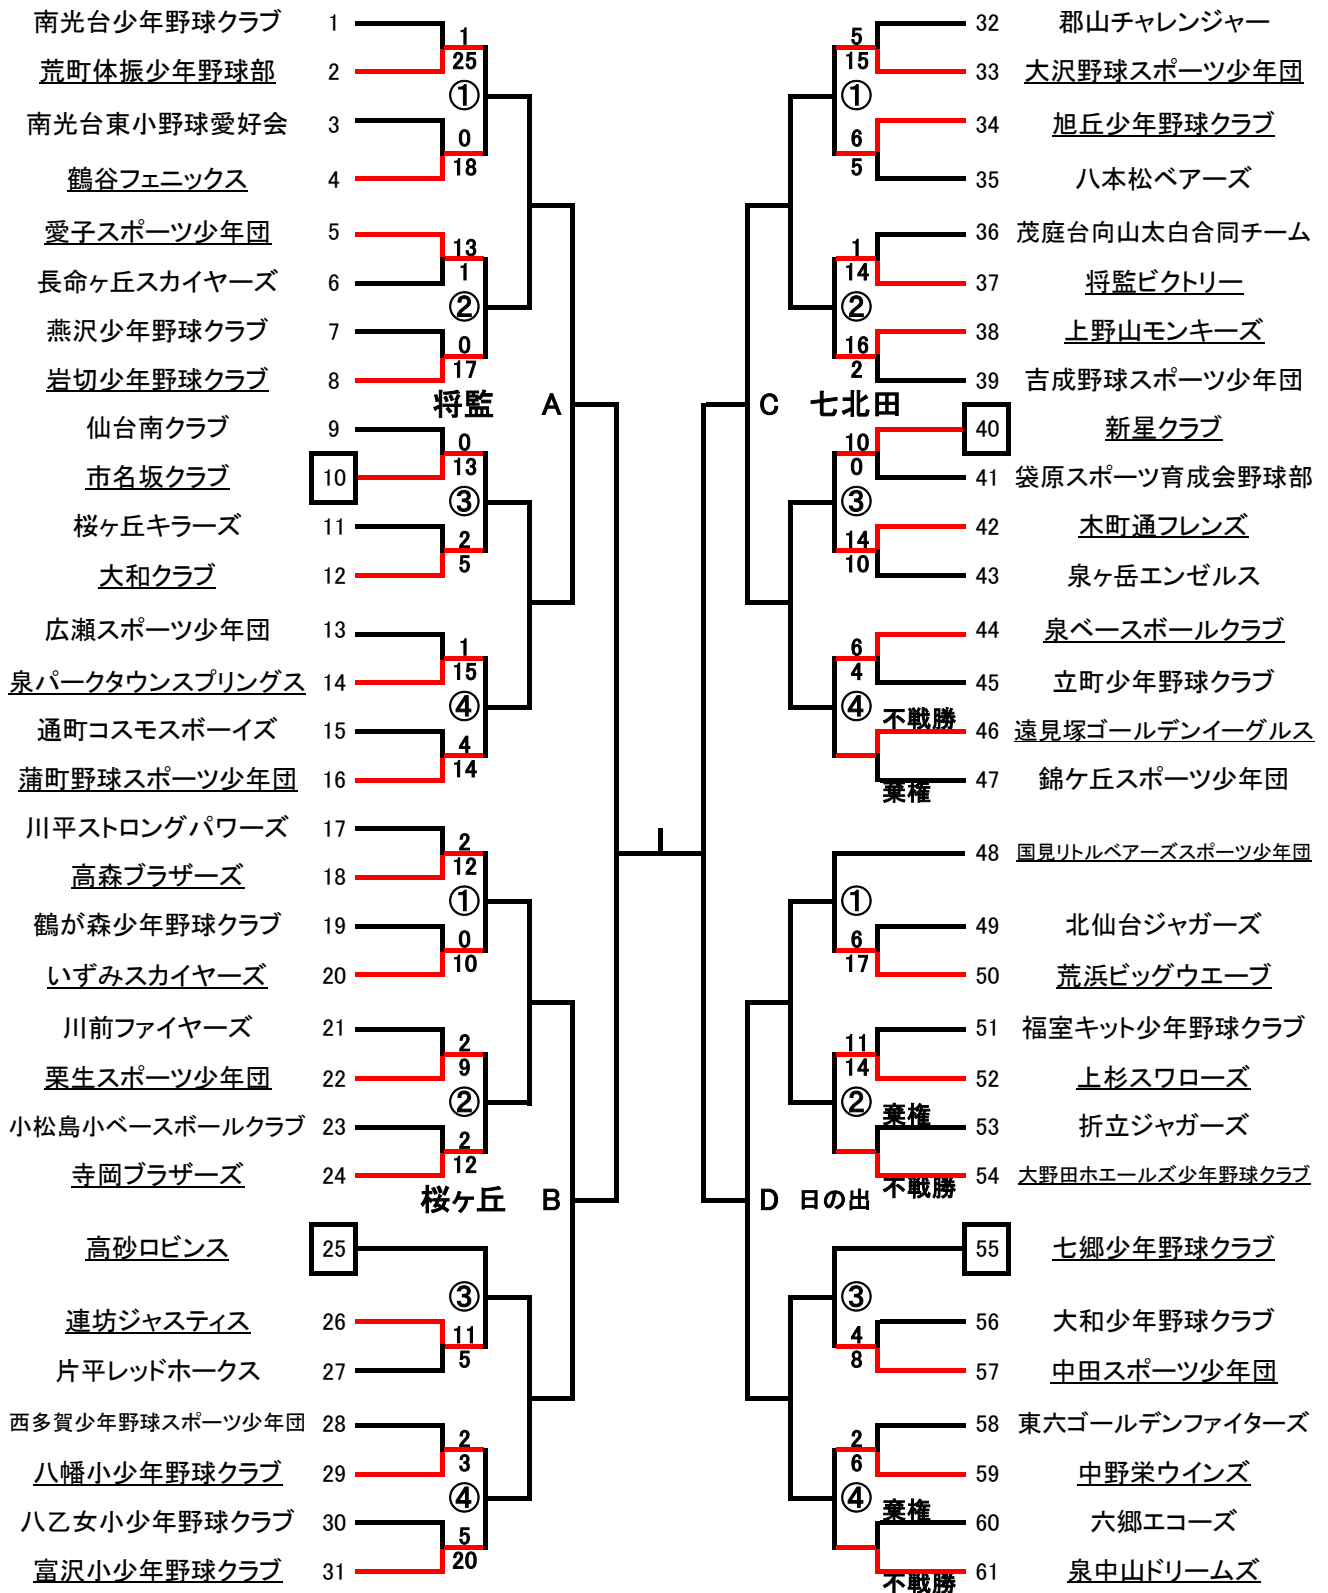 南光台少年野球クラブ 1
1
荒町体振少年野球部 2
25
①
南光台東小野球愛好会 3
0
鶴谷フェニックス 4
18
愛子スポーツ少年団 5
13
長命ヶ丘スカイヤーズ 6
1
②
燕沢少年野球クラブ 7
0
岩切少年野球クラブ 8
17
将監 A
仙台南クラブ 9
0
市名坂クラブ 10
13
③
桜ヶ丘キラーズ 11
2
大和クラブ 12
5
広瀬スポーツ少年団 13
1
泉パークタウンスプリングス 14
15
④
通町コスモスボーイズ 15
4
蒲町野球スポーツ少年団 16
14
川平ストロングパワーズ 17
2
高森ブラザーズ 18
12
①
鶴が森少年野球クラブ 19
0
いずみスカイヤーズ 20
10
川前ファイヤーズ 21
2
栗生スポーツ少年団 22
9
②
小松島小ベースボールクラブ 23
2
寺岡ブラザーズ 24
12
桜ヶ丘 B
高砂ロビンス 25
③
連坊ジャスティス 26
11
片平レッドホークス 27
5
西多賀少年野球スポーツ少年団 28
2
八幡小少年野球クラブ 29
3
④
八乙女小少年野球クラブ 30
5
富沢小少年野球クラブ 31
20
32 郡山チャレンジャー
5
33 大沢野球スポーツ少年団
15
①
34 旭丘少年野球クラブ
6
35 八本松ベアーズ
5
36 茂庭台向山太白合同チーム
1
37 将監ビクトリー
14
②
38 上野山モンキーズ
16
39 吉成野球スポーツ少年団
2
C 七北田
40 新星クラブ
10
41 袋原スポーツ育成会野球部
0
③
42 木町通フレンズ
14
43 泉ヶ岳エンゼルス
10
44 泉ベースボールクラブ
6
45 立町少年野球クラブ
4
④ 不戦勝
46 遠見塚ゴールデンイーグルス
47 錦ケ丘スポーツ少年団
棄権
48 国見リトルベアーズスポーツ少年団
①
49 北仙台ジャガーズ
6
50 荒浜ビッグウエーブ
17
51 福室キット少年野球クラブ
11
52 上杉スワローズ
14
② 棄権
53 折立ジャガーズ
54 大野田ホエールズ少年野球クラブ
不戦勝
D 日の出
55 七郷少年野球クラブ
③
56 大和少年野球クラブ
4
57 中田スポーツ少年団
8
58 東六ゴールデンファイターズ
2
59 中野栄ウインズ
6
④ 棄権
60 六郷エコーズ
61 泉中山ドリームズ
不戦勝